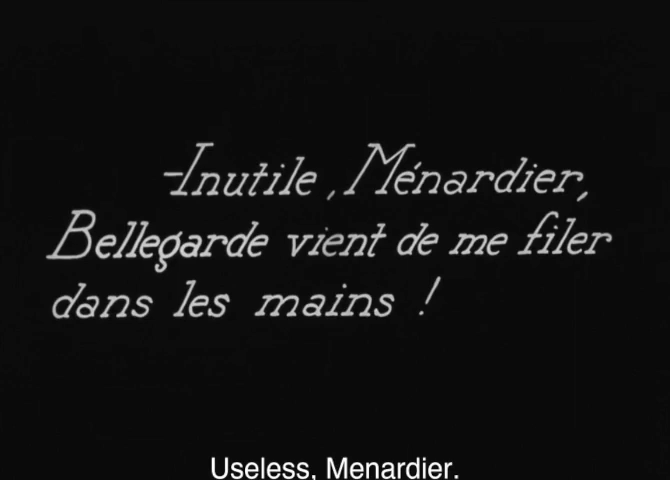 -Inutile, Ménardier,
Bellegarde vient de me filer
dans les mains !
Useless, Menardier.